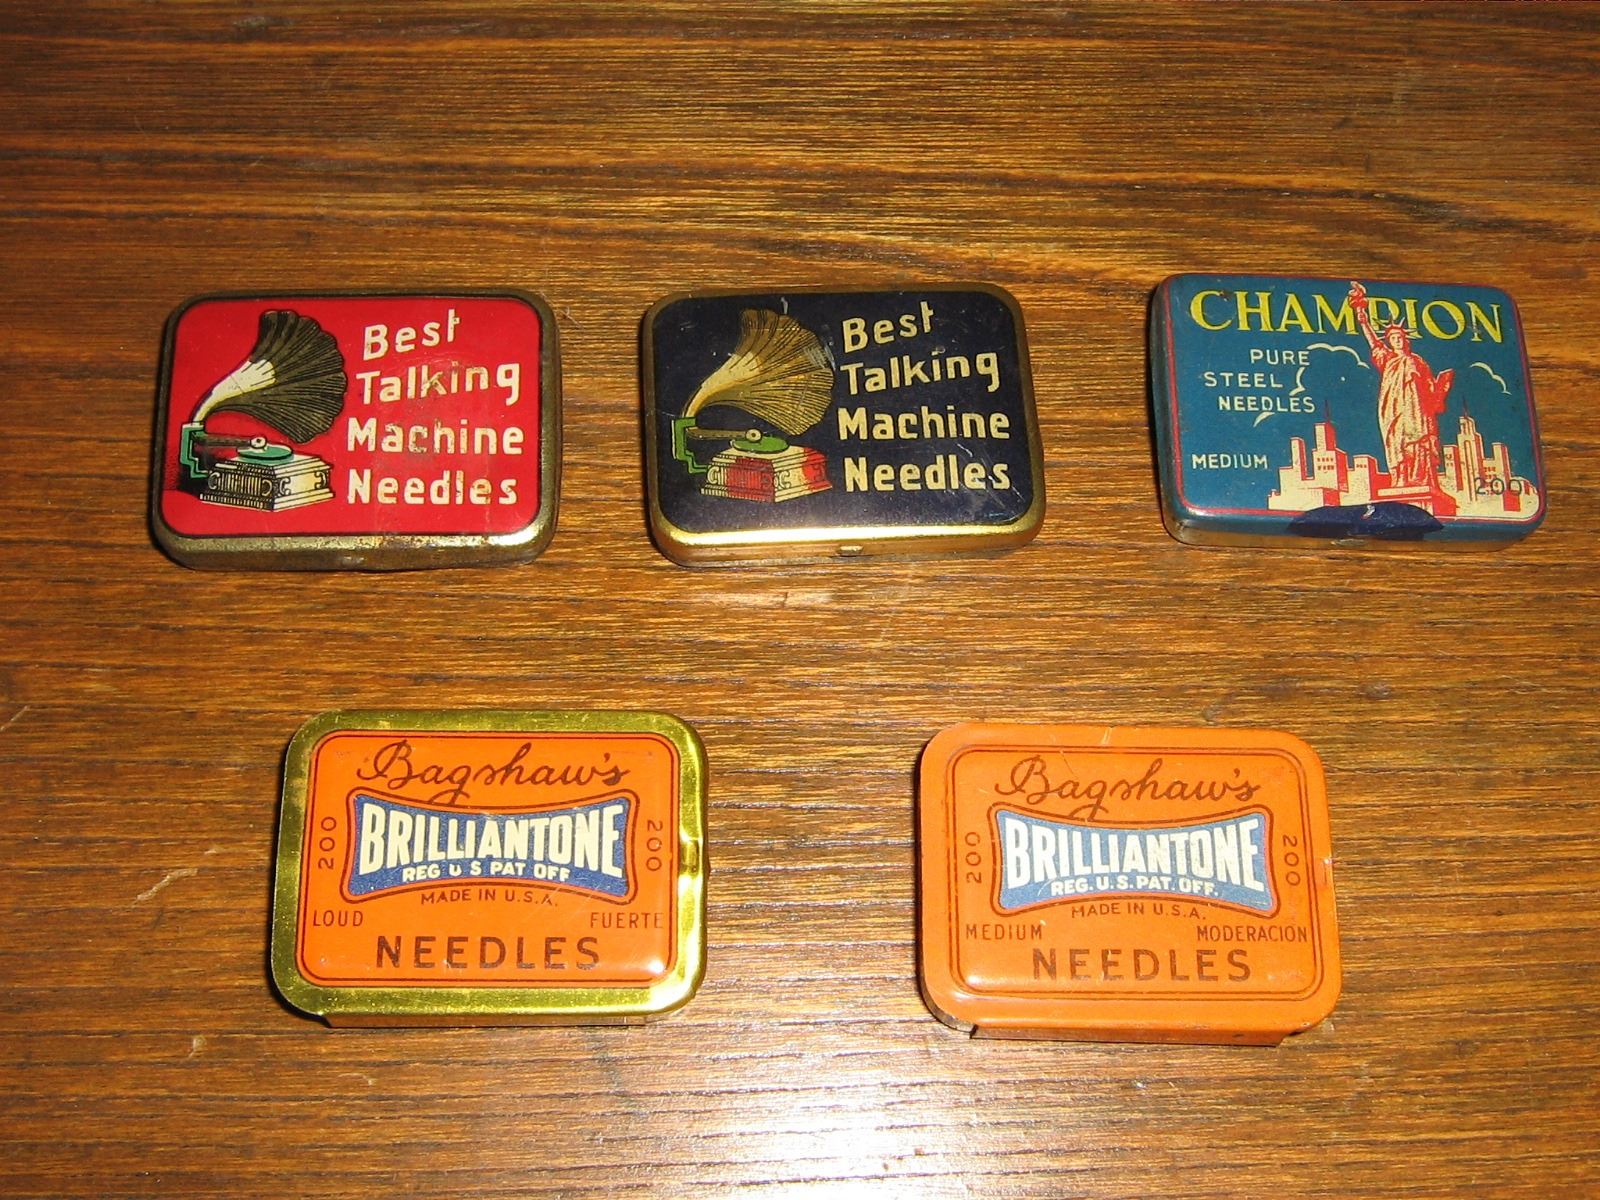 Best
Talking
Machine
Needles
Best
Talking
Machine
Needles
CHAMPION
PURE
STEEL
NEEDLES
MEDIUM
200
Bagshaw's
BRILLIANTONE
REG U S PAT OFF
MADE IN U.S.A.
200
200
LOUD FUERTE
NEEDLES
Bagshaw's
BRILLIANTONE
REG. U.S. PAT. OFF.
MADE IN U.S.A.
200
200
MEDIUM MODERACION
NEEDLES